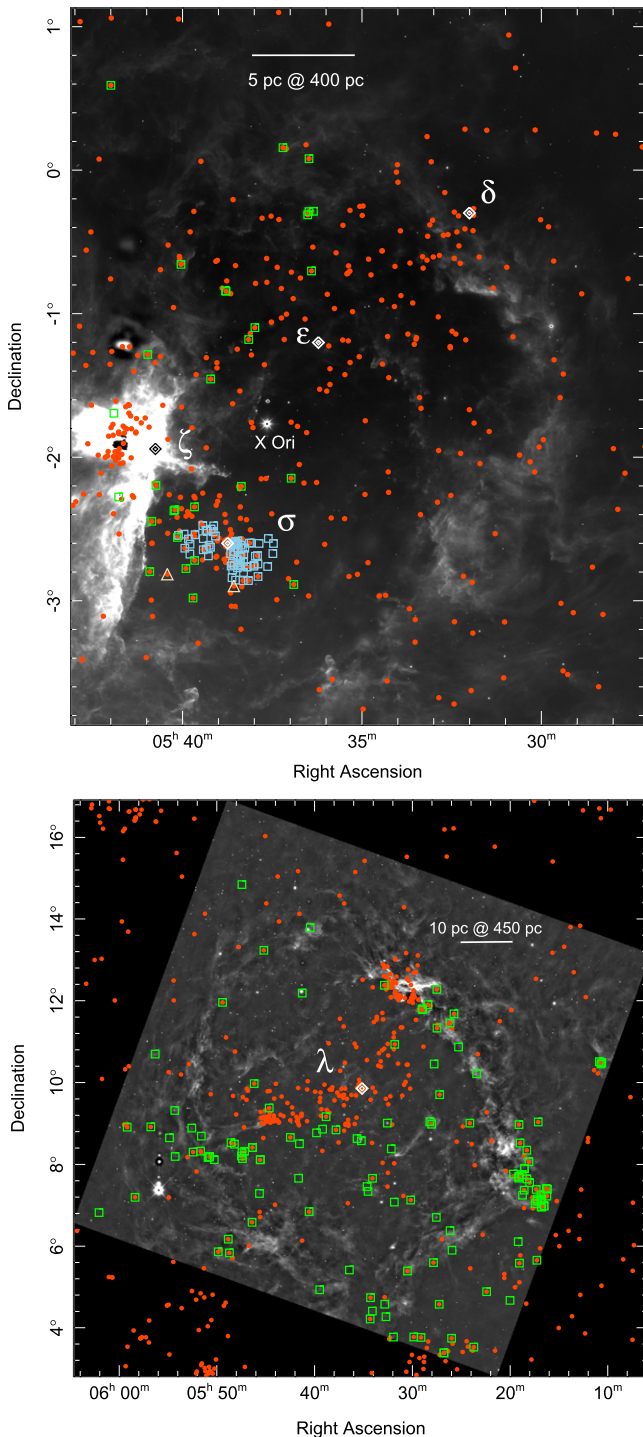 1°
5 pc @ 400 pc
0°
δ
-1°
ε
Declination
X Ori
-2°
ζ
σ
-3°
05ʰ 40ᵐ
35ᵐ
30ᵐ
Right Ascension
16°
14°
10 pc @ 450 pc
12°
λ
10°
Declination
8°
6°
4°
06ʰ 00ᵐ
05ʰ 50ᵐ
40ᵐ
30ᵐ
20ᵐ
10ᵐ
Right Ascension